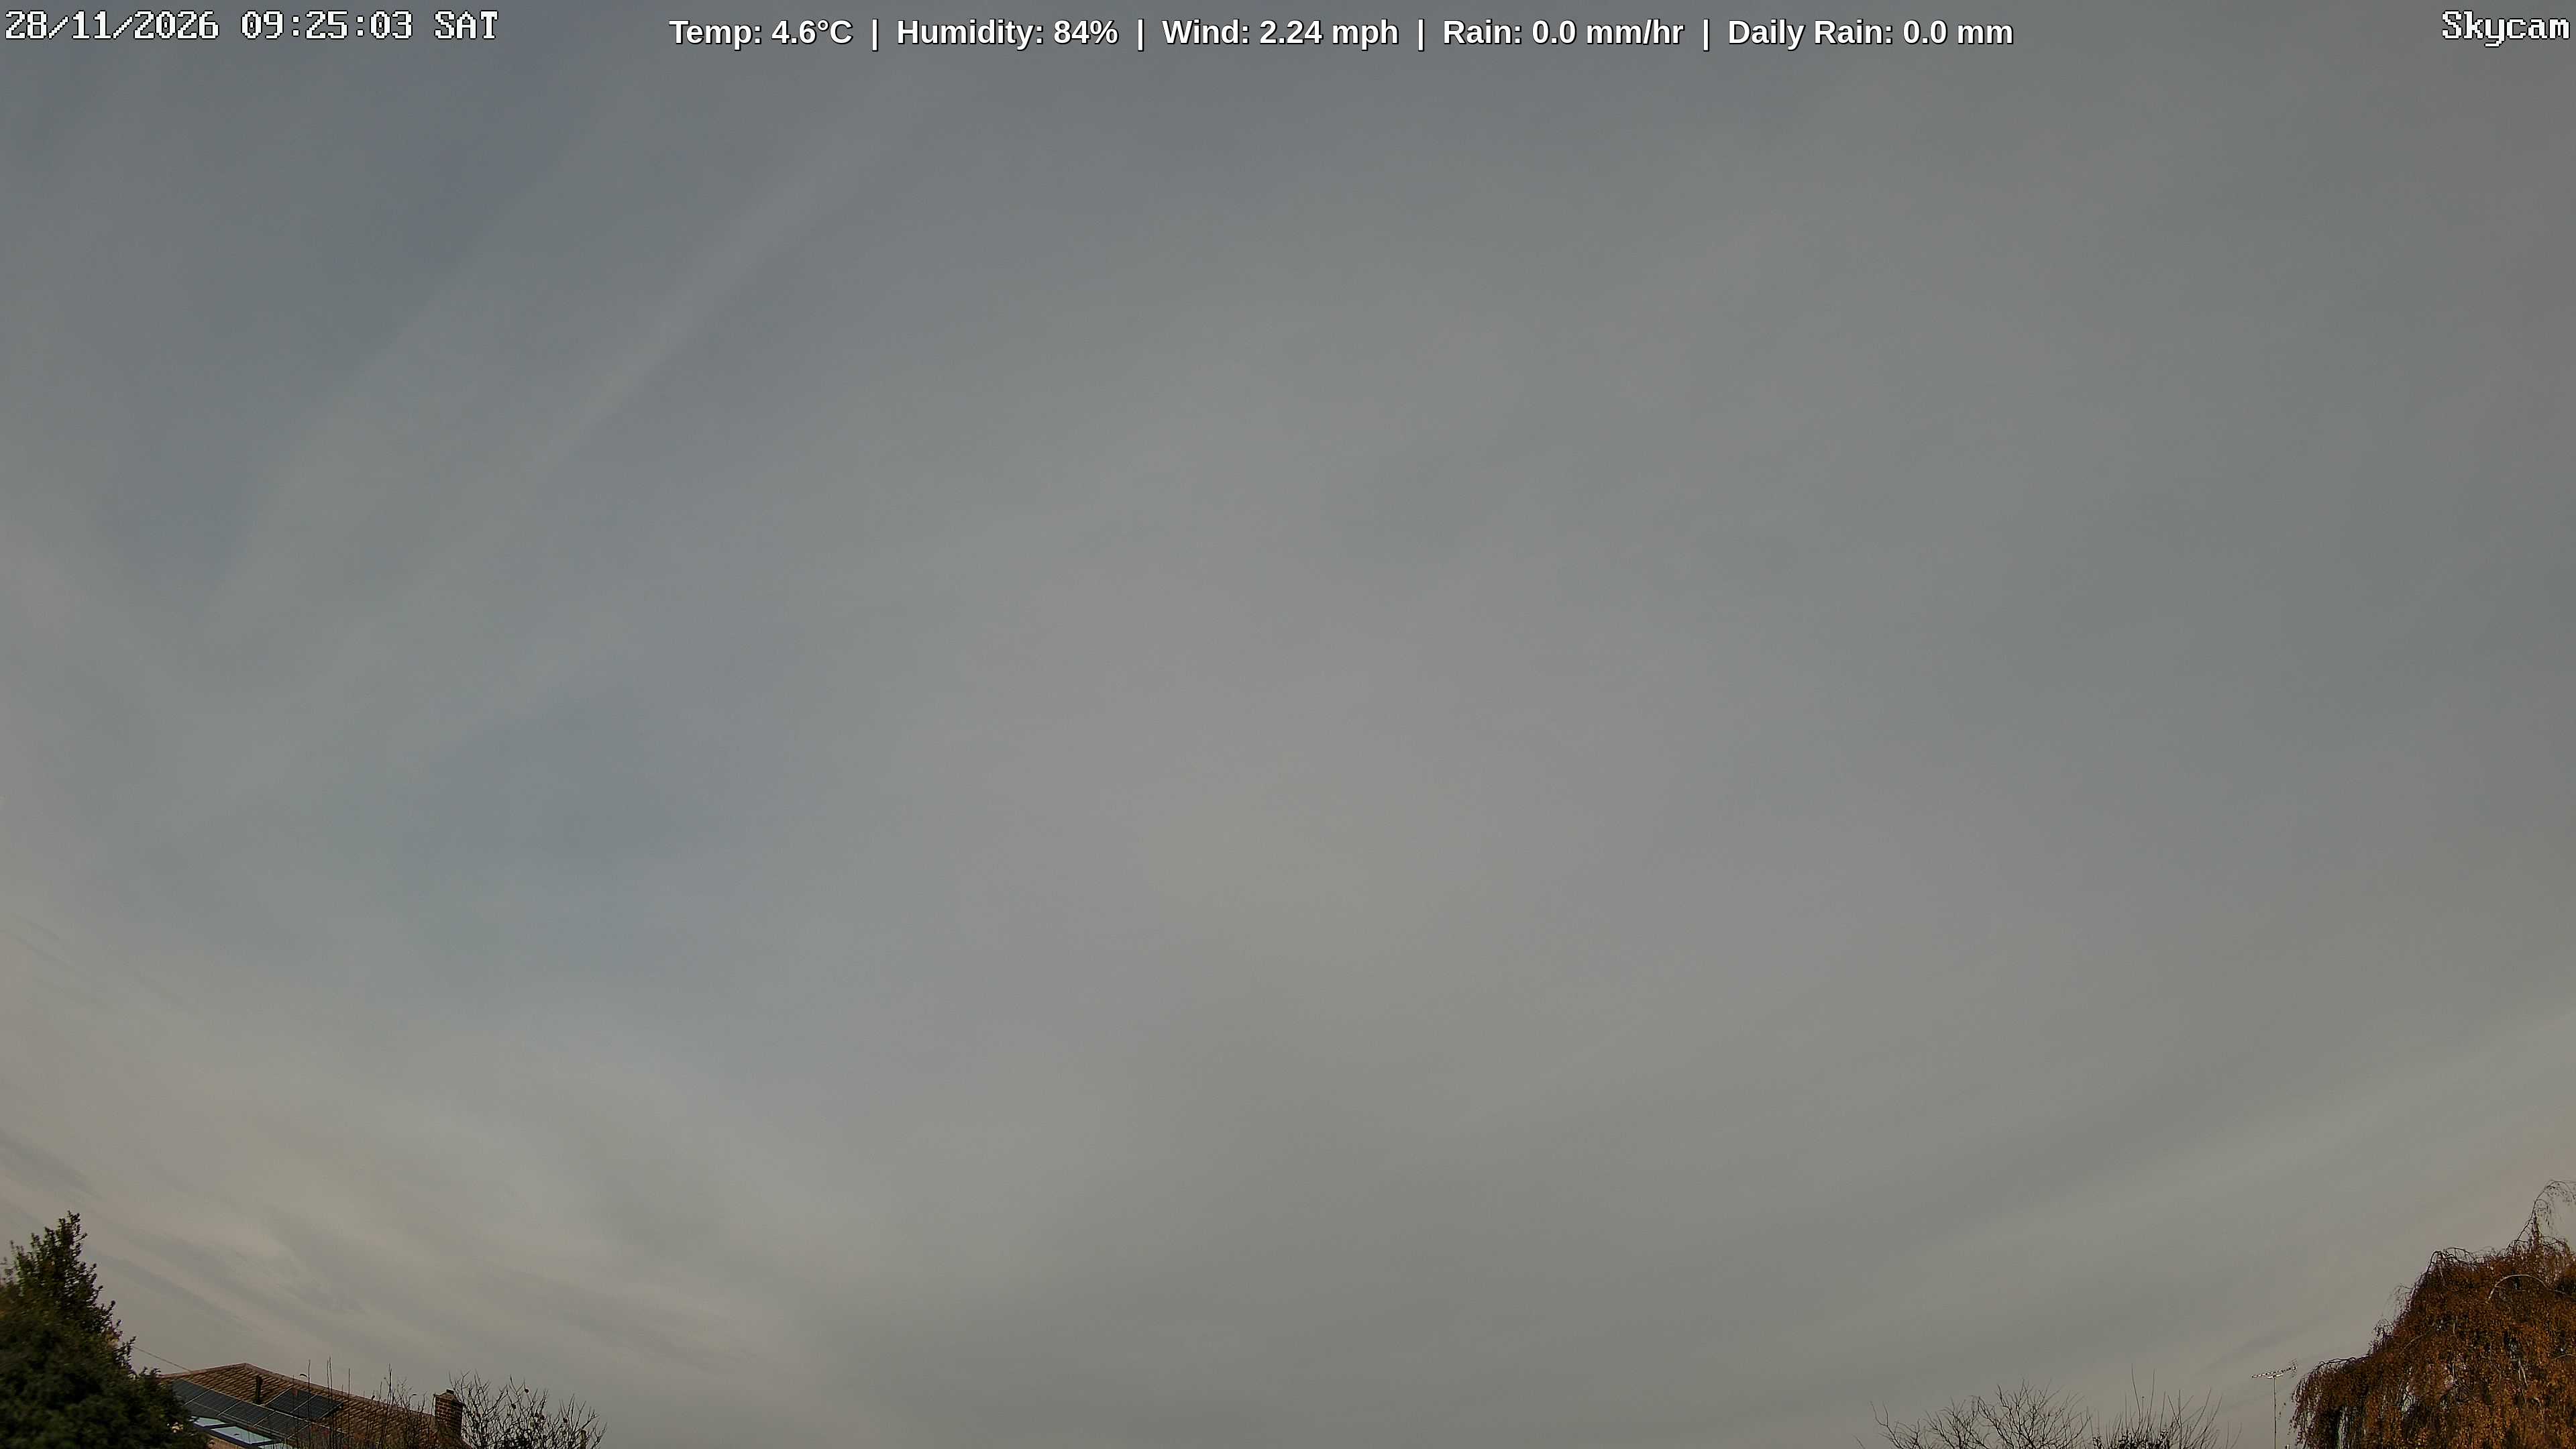 28/11/2026 09:25:03 SAT
Temp: 4.6°C | Humidity: 84% | Wind: 2.24 mph | Rain: 0.0 mm/hr | Daily Rain: 0.0 mm
Skycam